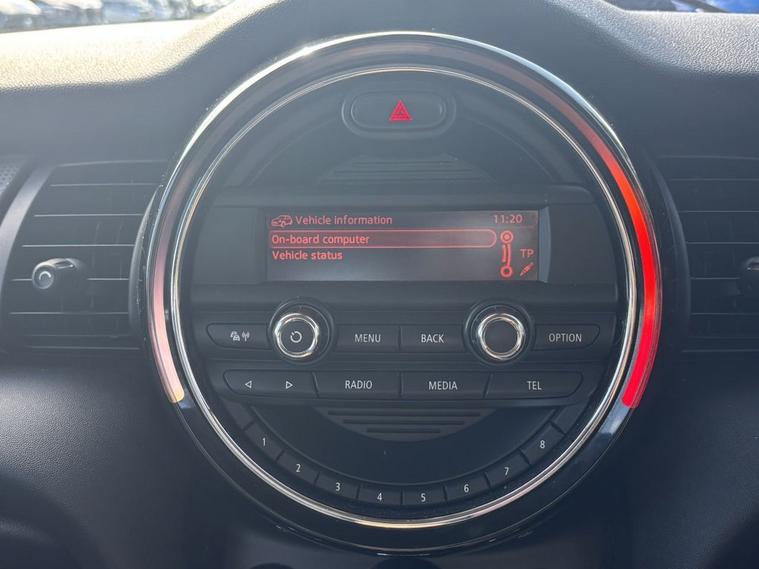 Vehicle information 11:20
On-board computer
Vehicle status TP
MENU BACK OPTION
RADIO MEDIA TEL
1 2 3 4 5 6 7 8